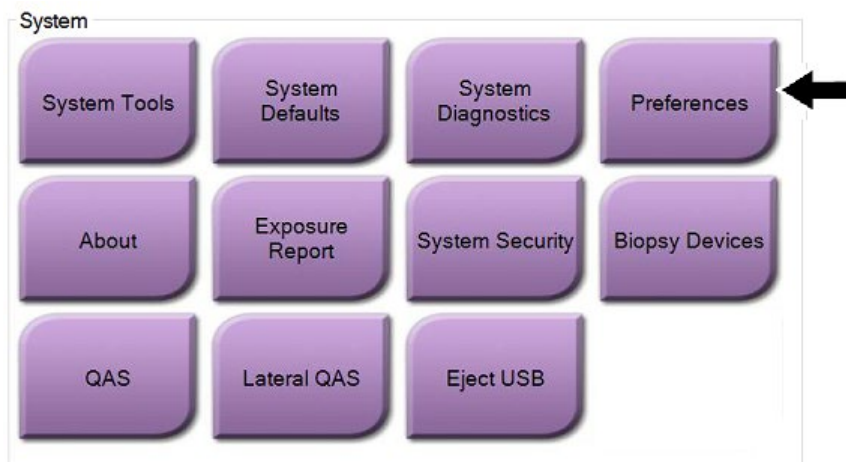 System
System Tools
System
Defaults
System
Diagnostics
Preferences
About
Exposure
Report
System Security
Biopsy Devices
QAS
Lateral QAS
Eject USB